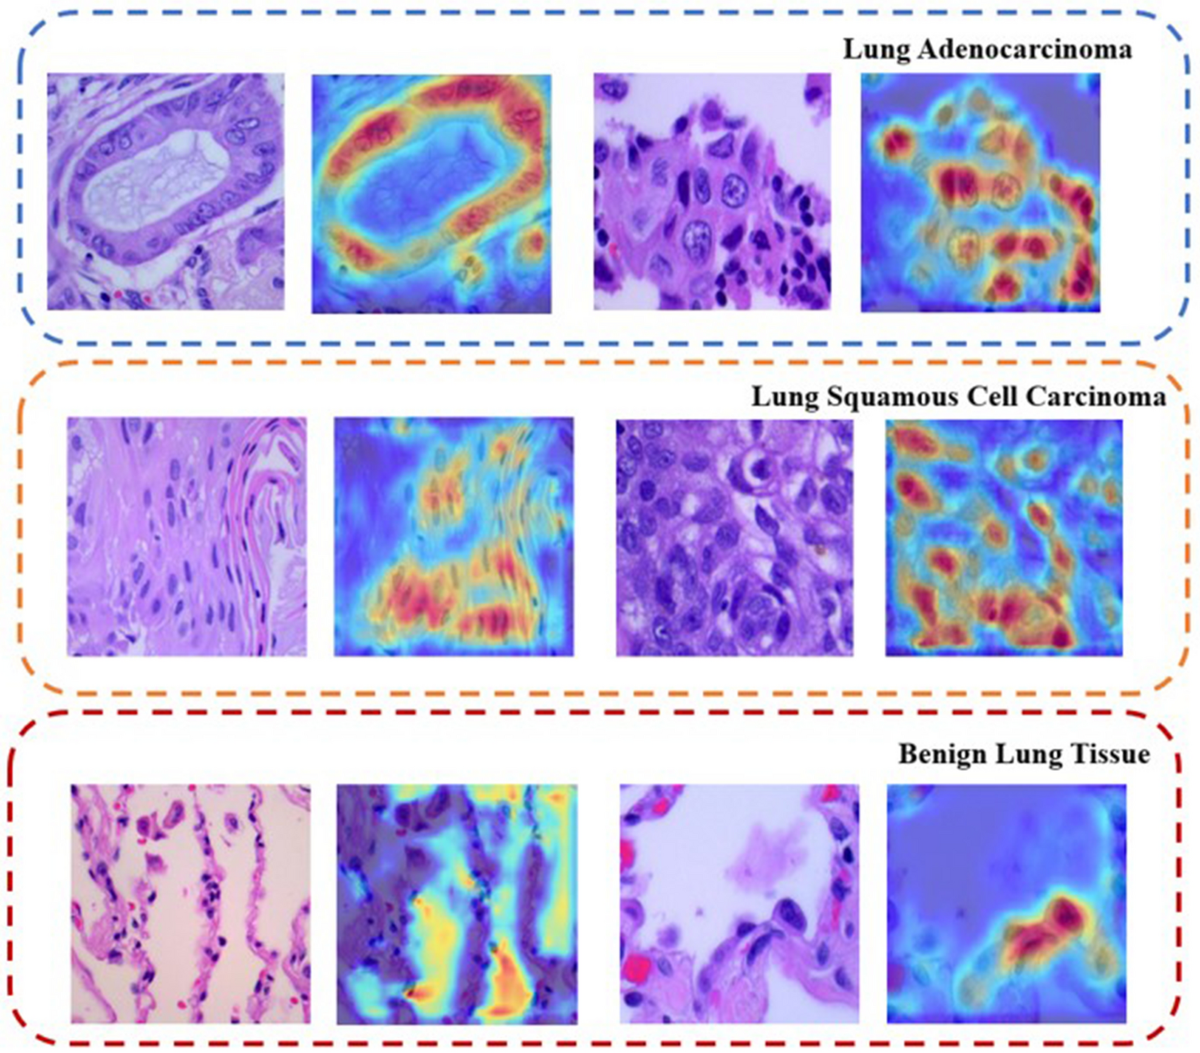 Lung Adenocarcinoma
Lung Squamous Cell Carcinoma
Benign Lung Tissue